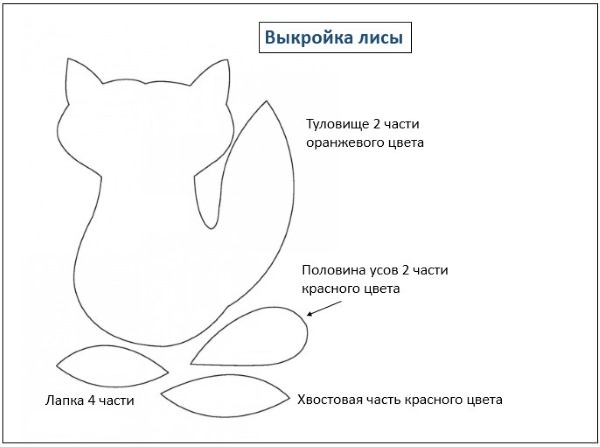 Выкройка лисы
Туловище 2 части
оранжевого цвета
Половина усов 2 части
красного цвета
Лапка 4 части
Хвостовая часть красного цвета